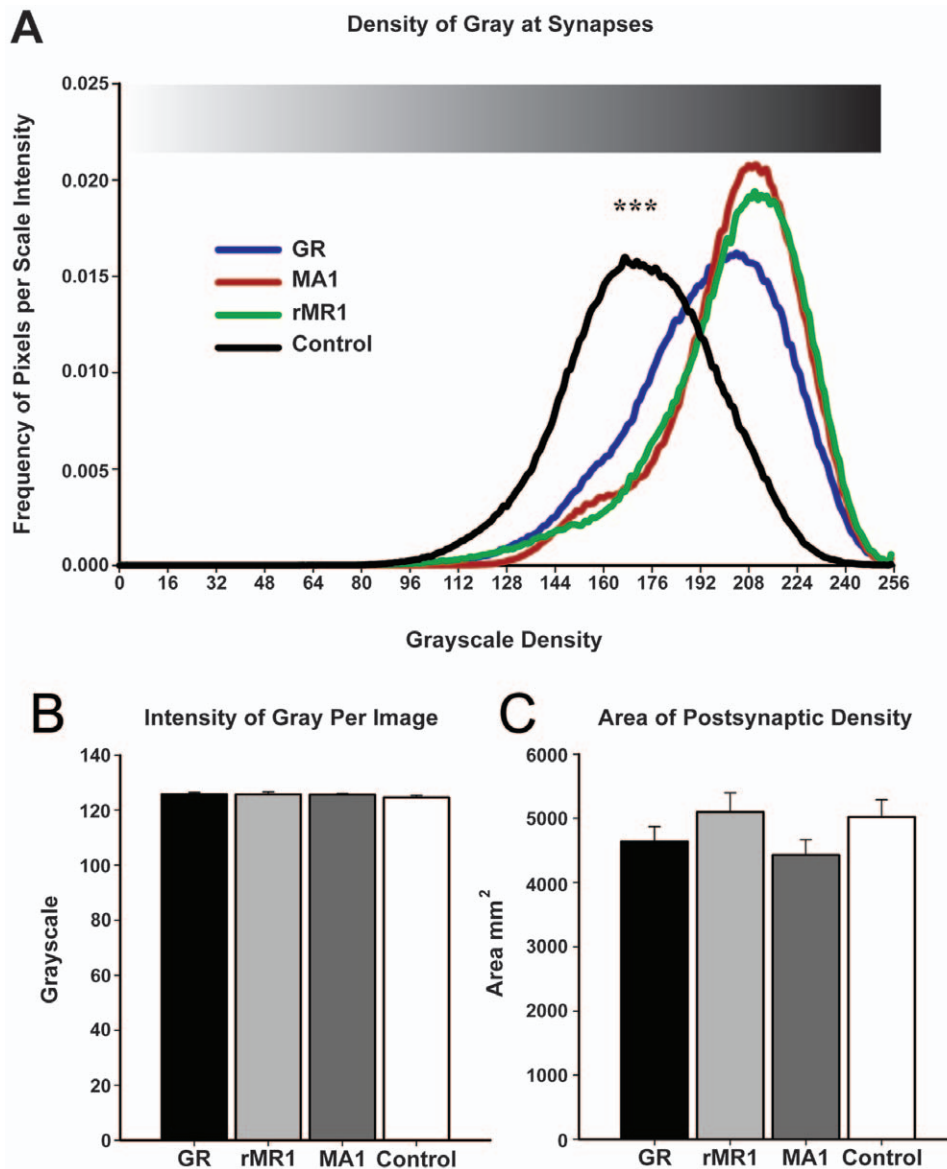 A
Density of Gray at Synapses
Frequency of Pixels per Scale Intensity
0.025
0.020
0.015
0.010
0.005
0.000
***
GR
MA1
rMR1
Control
0 16 32 48 64 80 96 112 128 144 160 176 192 208 224 240 256
Grayscale Density
B
Intensity of Gray Per Image
Grayscale
140
120
100
80
60
40
20
0
GR rMR1 MA1 Control
C
Area of Postsynaptic Density
Area mm²
6000
5000
4000
3000
2000
1000
0
GR rMR1 MA1 Control